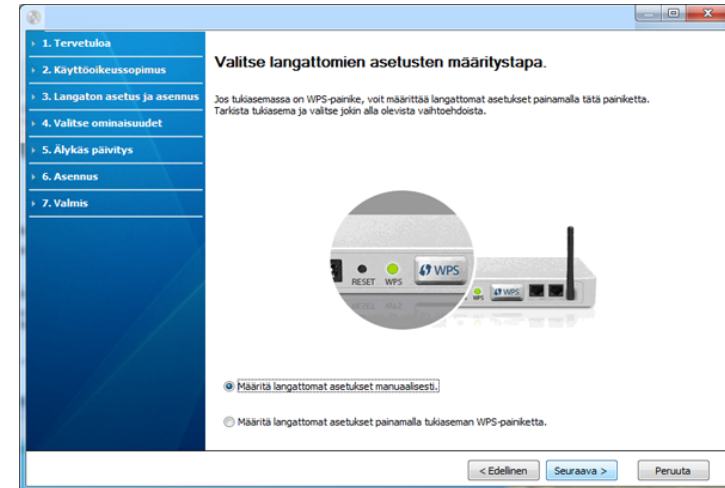 1. Tervetuloa
2. Käyttöoikeussopimus
3. Langaton asetus ja asennus
4. Valitse ominaisuudet
5. Älykäs päivitys
6. Asennus
7. Valmis
Valitse langattomien asetusten määritystapa.
Jos tukiasemassa on WPS-painike, voit määrittää langattomat asetukset painamalla tätä painiketta.
Tarkista tukiasema ja valitse jokin alla olevista vaihtoehdoista.
RESET WPS WPS
WPS WPS
Määritä langattomat asetukset manuaalisesti.
Määritä langattomat asetukset painamalla tukiaseman WPS-painiketta.
< Edellinen Seuraava > Peruuta